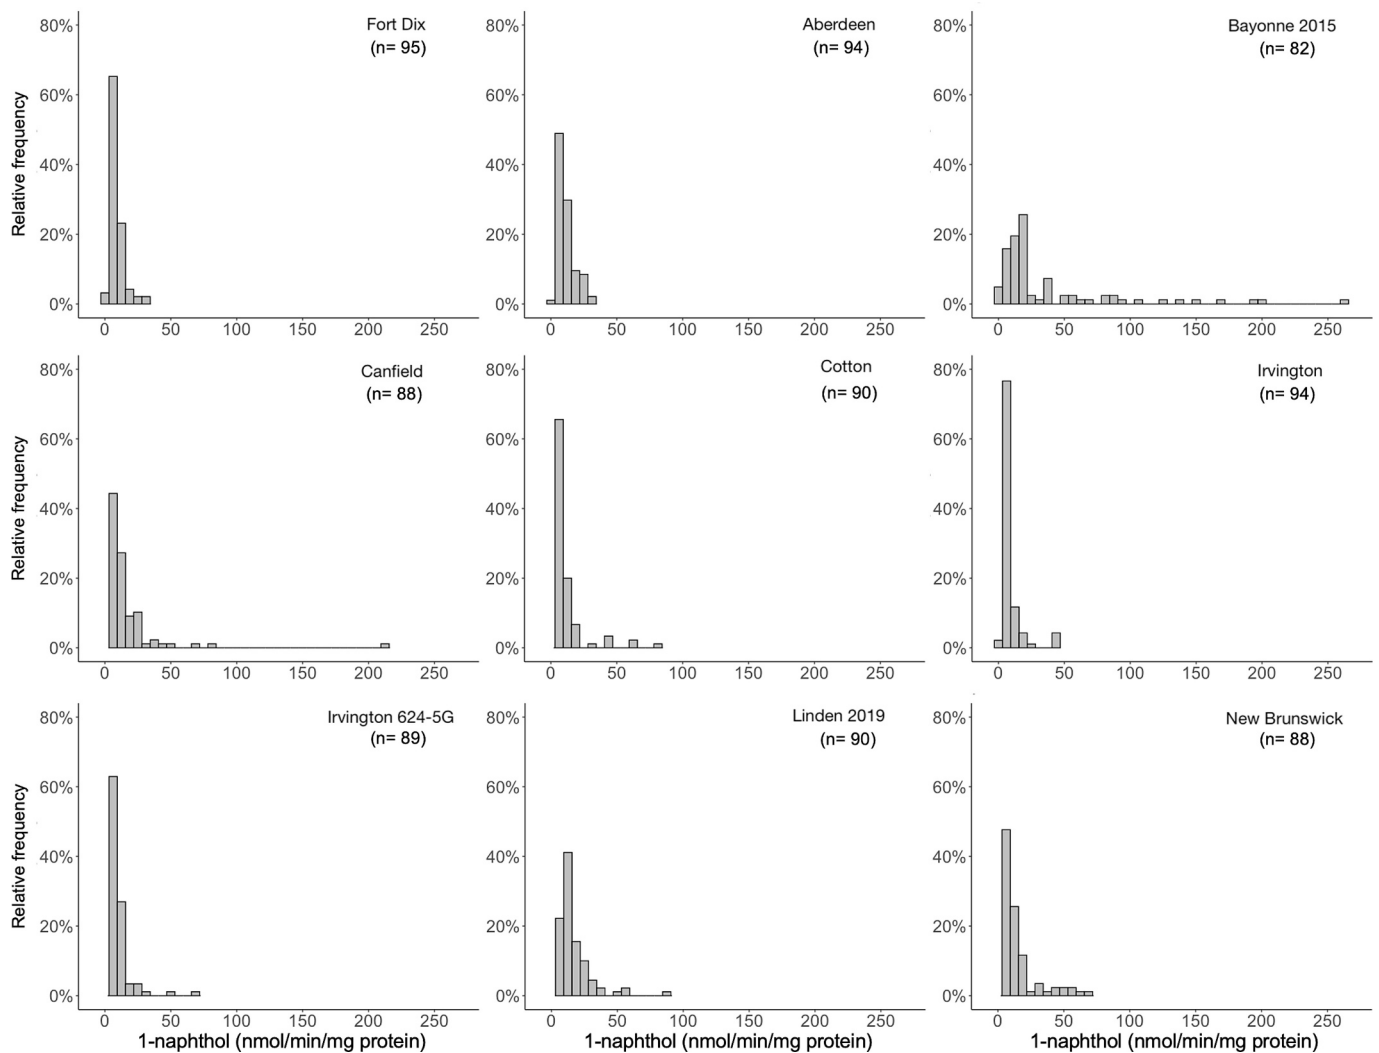 80%
60%
40%
20%
0%
Relative frequency
Fort Dix
(n= 95)
0 50 100 150 200 250
80%
60%
40%
20%
0%
Aberdeen
(n= 94)
0 50 100 150 200 250
80%
60%
40%
20%
0%
Bayonne 2015
(n= 82)
0 50 100 150 200 250
80%
60%
40%
20%
0%
Relative frequency
Canfield
(n= 88)
0 50 100 150 200 250
80%
60%
40%
20%
0%
Cotton
(n= 90)
0 50 100 150 200 250
80%
60%
40%
20%
0%
Irvington
(n= 94)
0 50 100 150 200 250
80%
60%
40%
20%
0%
Relative frequency
Irvington 624-5G
(n= 89)
0 50 100 150 200 250
1-naphthol (nmol/min/mg protein)
80%
60%
40%
20%
0%
Linden 2019
(n= 90)
0 50 100 150 200 250
1-naphthol (nmol/min/mg protein)
80%
60%
40%
20%
0%
New Brunswick
(n= 88)
0 50 100 150 200 250
1-naphthol (nmol/min/mg protein)